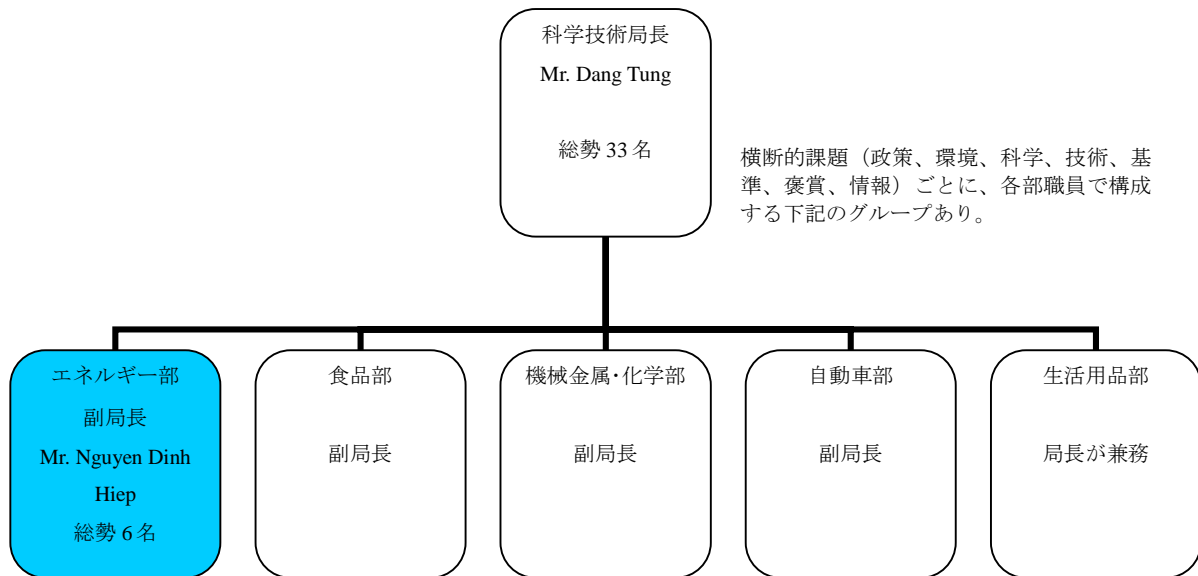 科学技術局長
Mr. Dang Tung
総勢 33 名
横断的課題（政策、環境、科学、技術、基
準、褒賞、情報）ごとに、各部職員で構成
する下記のグループあり。
エネルギー部
副局長
Mr. Nguyen Dinh
Hiep
総勢 6 名
食品部
副局長
機械金属・化学部
副局長
自動車部
副局長
生活用品部
局長が兼務